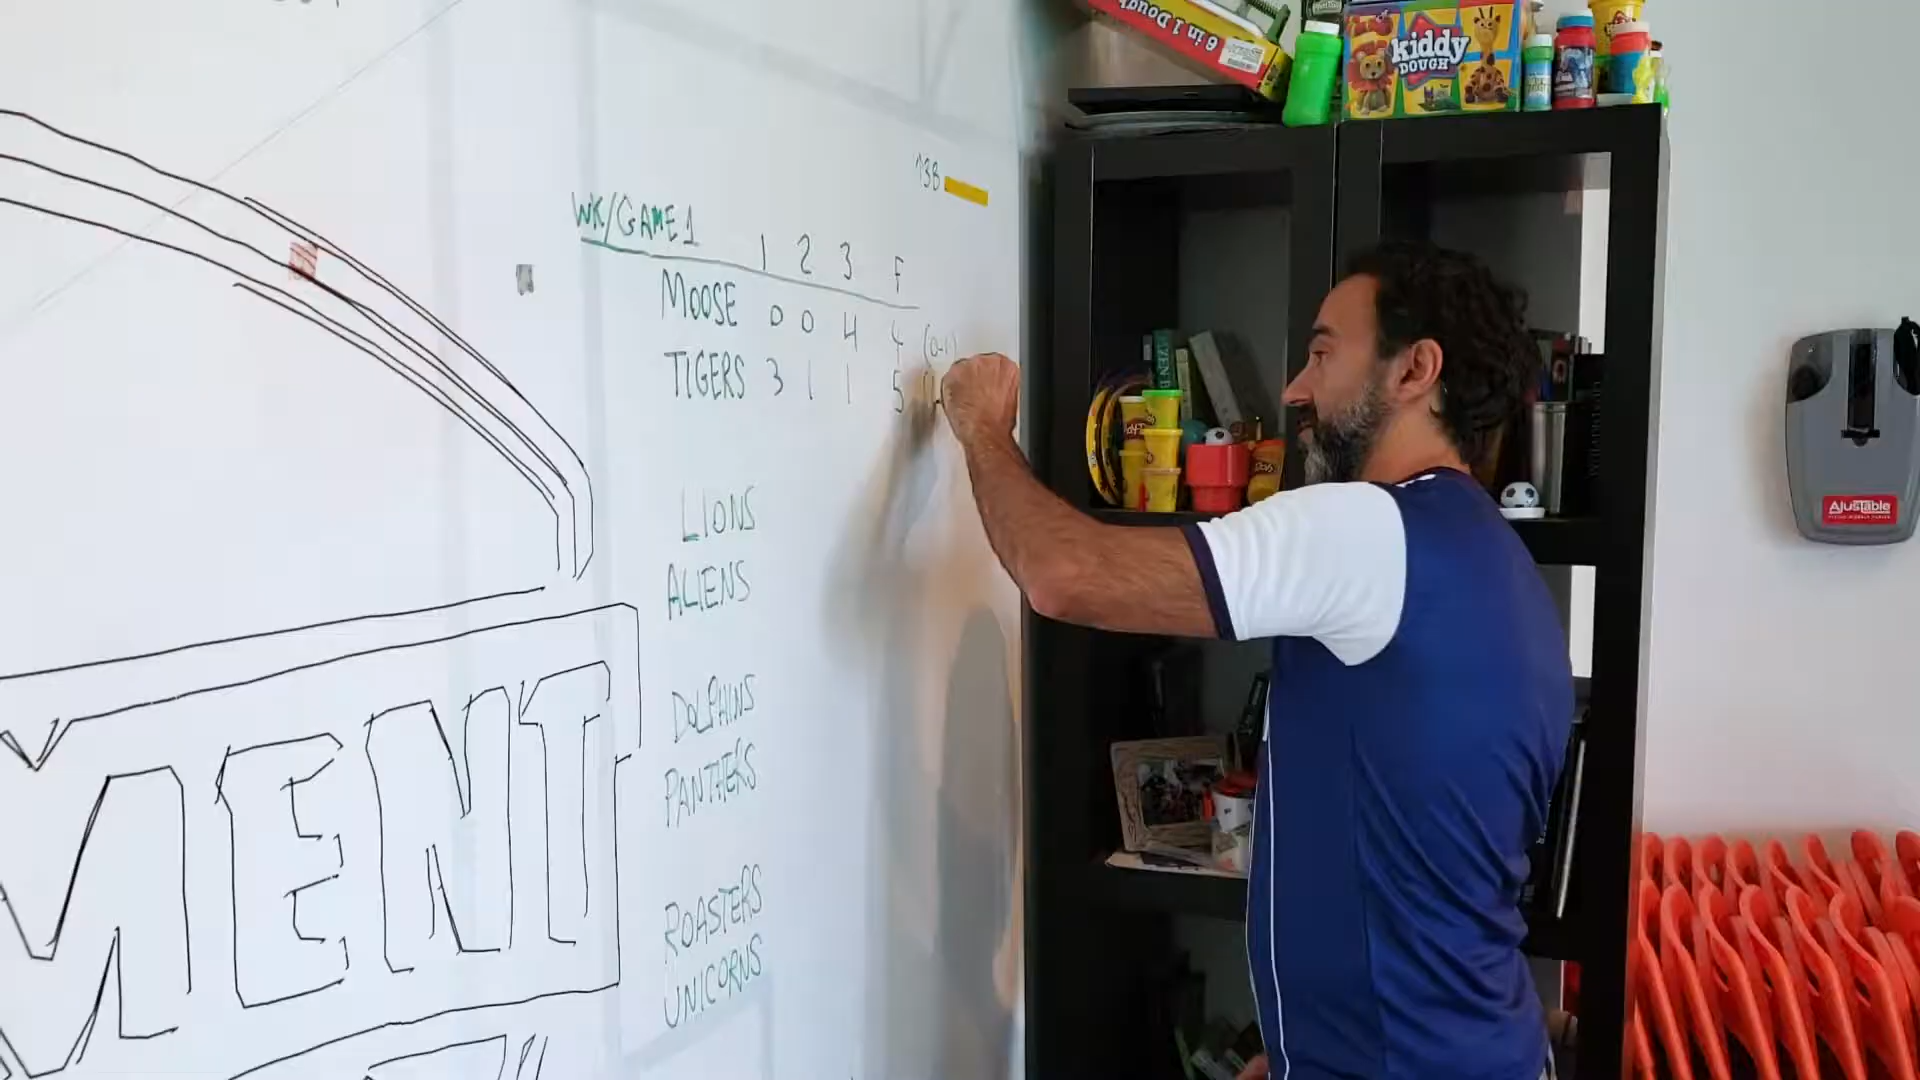 6 in 1 Dough
kiddy
DOUGH
13B
WK/GAME 1
1 2 3 F
MOOSE 0 0 4 4 (0-1)
TIGERS 3 1 1 5
LIONS
ALIENS
DOLPHINS
PANTHERS
ROASTERS
UNICORNS
MENT
AjusTable